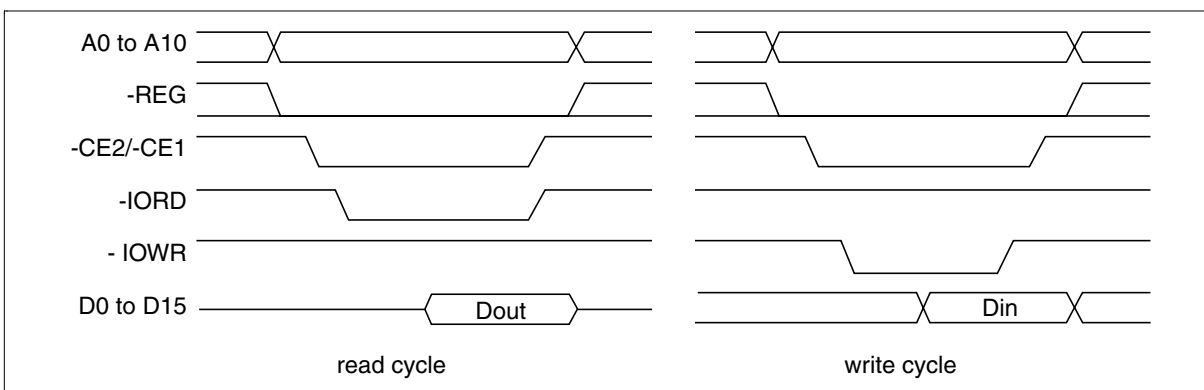 A0 to A10
-REG
-CE2/-CE1
-IORD
- IOWR
D0 to D15
Dout
Din
read cycle
write cycle